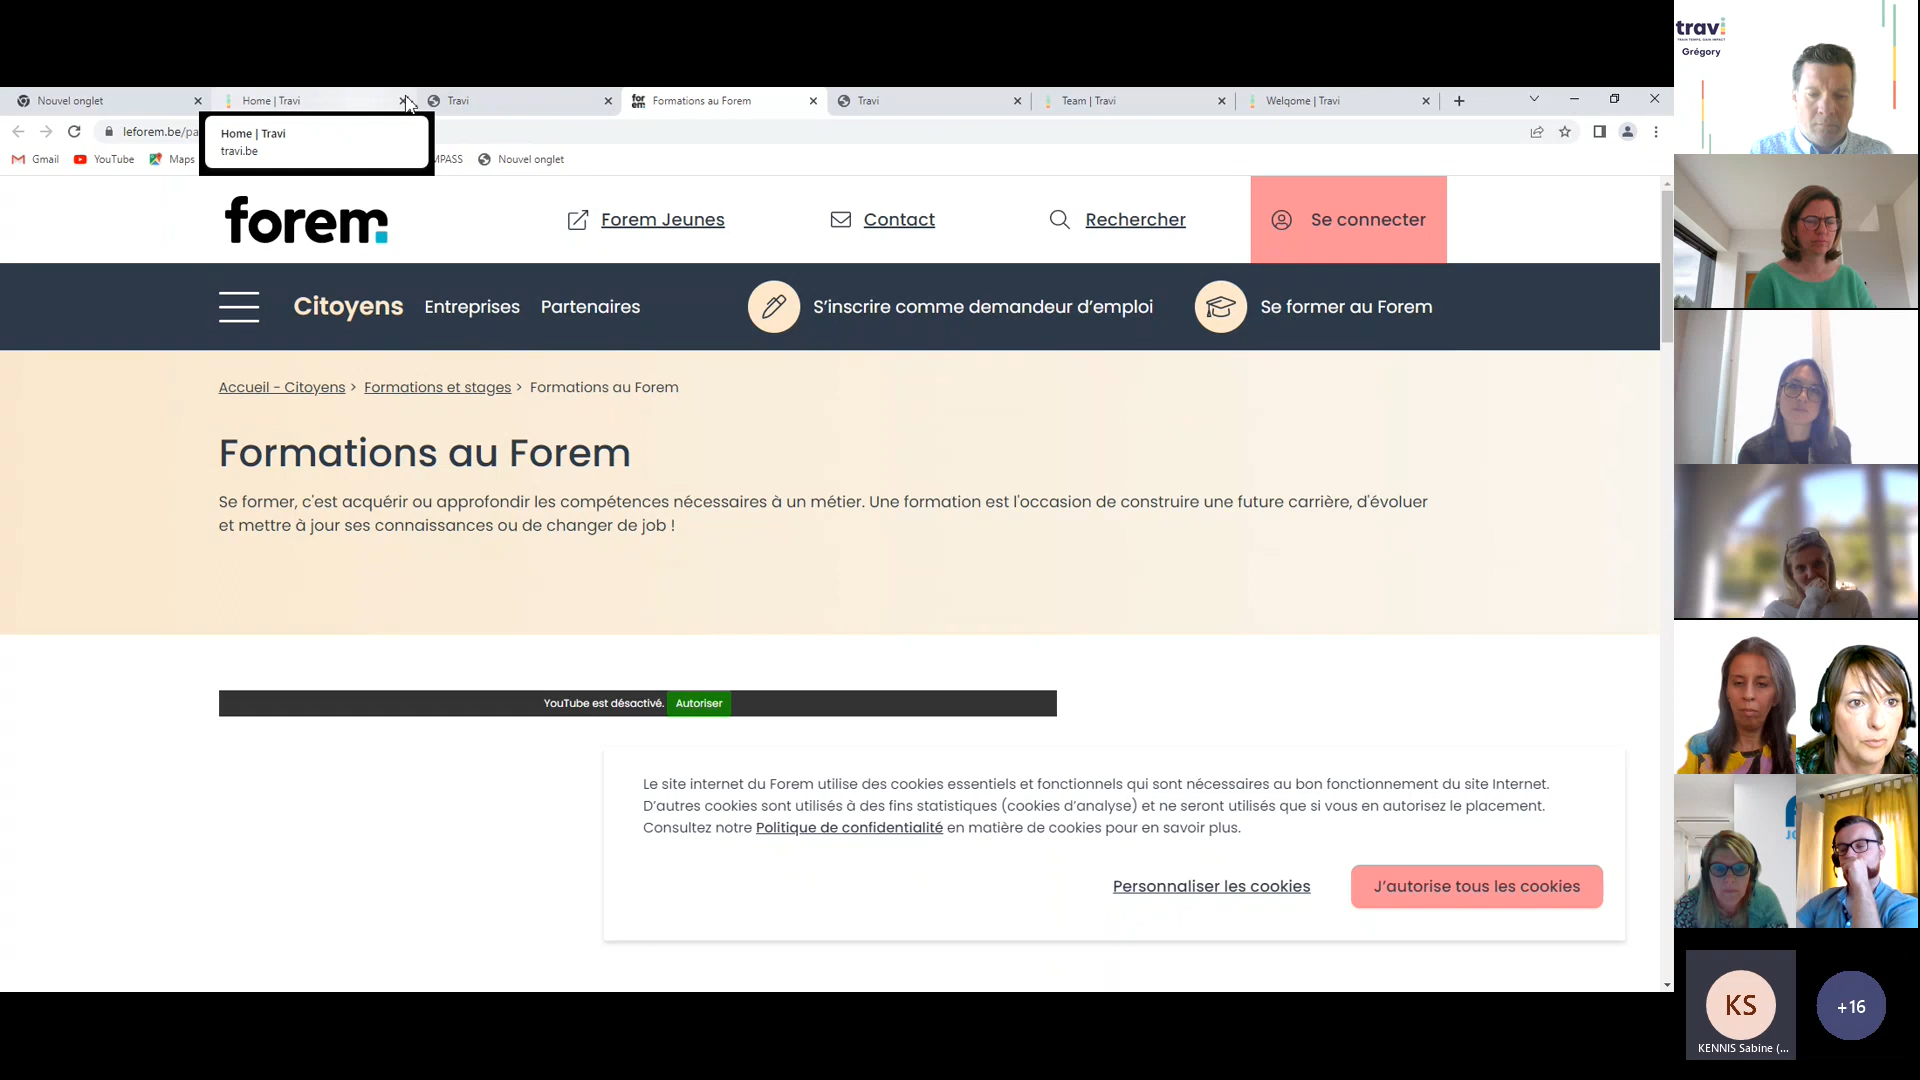 Nouvel onglet
Home | Travi
Travi
Formations au Forem
Travi
Team | Travi
Welqome | Travi
leforem.be/pa
Home | Travi
travi.be
Gmail
YouTube
Maps
MPASS
Nouvel onglet
forem
Forem Jeunes
Contact
Rechercher
Se connecter
Citoyens
Entreprises
Partenaires
S'inscrire comme demandeur d'emploi
Se former au Forem
Accueil - Citoyens > Formations et stages > Formations au Forem
Formations au Forem
Se former, c'est acquérir ou approfondir les compétences nécessaires à un métier. Une formation est l'occasion de construire une future carrière, d'évoluer
et mettre à jour ses connaissances ou de changer de job !
YouTube est désactivé. Autoriser
Le site internet du Forem utilise des cookies essentiels et fonctionnels qui sont nécessaires au bon fonctionnement du site Internet.
D'autres cookies sont utilisés à des fins statistiques (cookies d'analyse) et ne seront utilisés que si vous en autorisez le placement.
Consultez notre Politique de confidentialité en matière de cookies pour en savoir plus.
Personnaliser les cookies
J'autorise tous les cookies
travi
Grégory
KS
KENNIS Sabine (...
+16